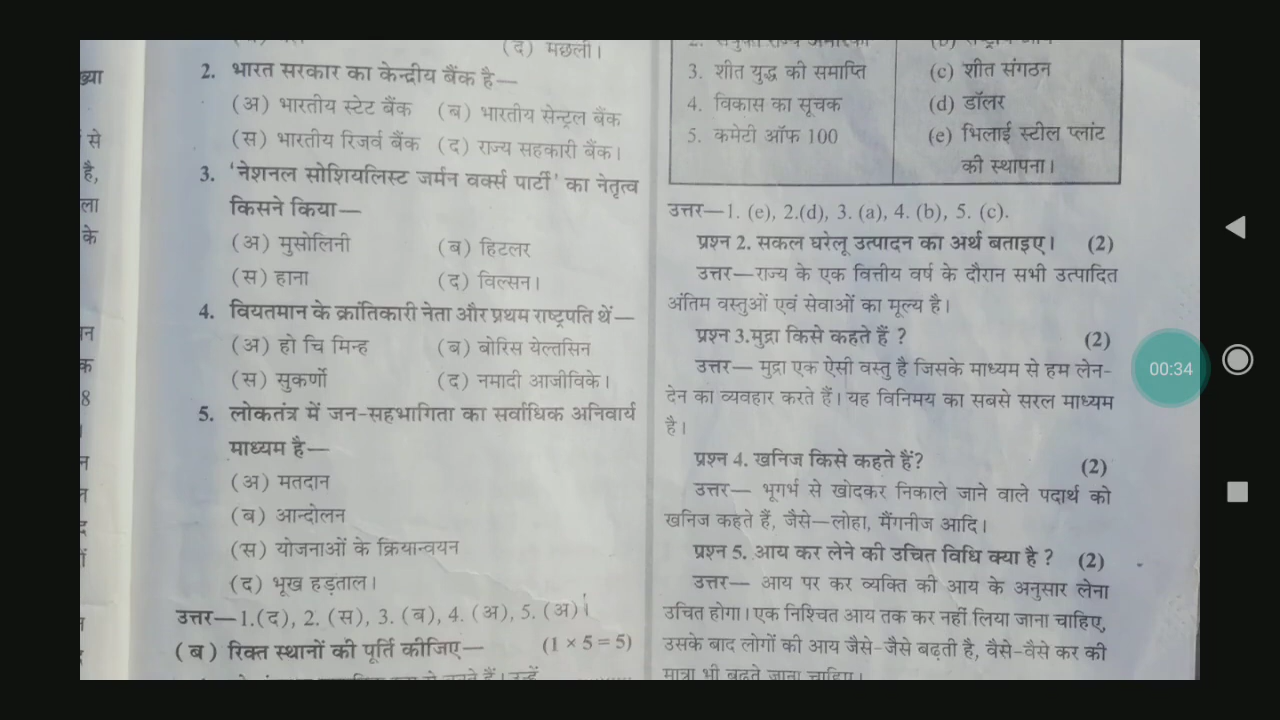 (द) मछली।
2. भारत सरकार का केन्द्रीय बैंक है—
(अ) भारतीय स्टेट बैंक (ब) भारतीय सेन्ट्रल बैंक
(स) भारतीय रिजर्व बैंक (द) राज्य सहकारी बैंक।
3. 'नेशनल सोशियलिस्ट जर्मन वर्क्स पार्टी' का नेतृत्व
किसने किया—
(अ) मुसोलिनी (ब) हिटलर
(स) हाना (द) विल्सन।
4. वियतमान के क्रांतिकारी नेता और प्रथम राष्ट्रपति थें—
(अ) हो चि मिन्ह (ब) बोरिस येल्तसिन
(स) सुकर्णो (द) नमादी आजीविके।
5. लोकतंत्र में जन-सहभागिता का सर्वाधिक अनिवार्य
माध्यम है—
(अ) मतदान
(ब) आन्दोलन
(स) योजनाओं के क्रियान्वयन
(द) भूख हड़ताल।
उत्तर—1.(द), 2. (स), 3. (ब), 4. (अ), 5. (अ)।
(ब) रिक्त स्थानों की पूर्ति कीजिए— (1 × 5 = 5)
3. शीत युद्ध की समाप्ति (c) शीत संगठन
4. विकास का सूचक (d) डॉलर
5. कमेटी ऑफ 100 (e) भिलाई स्टील प्लांट
की स्थापना।
उत्तर—1. (e), 2.(d), 3. (a), 4. (b), 5. (c).
प्रश्न 2. सकल घरेलू उत्पादन का अर्थ बताइए। (2)
उत्तर—राज्य के एक वित्तीय वर्ष के दौरान सभी उत्पादित
अंतिम वस्तुओं एवं सेवाओं का मूल्य है।
प्रश्न 3.मुद्रा किसे कहते हैं ? (2)
उत्तर— मुद्रा एक ऐसी वस्तु है जिसके माध्यम से हम लेन-
देन का व्यवहार करते हैं। यह विनिमय का सबसे सरल माध्यम
है।
प्रश्न 4. खनिज किसे कहते हैं? (2)
उत्तर— भूगर्भ से खोदकर निकाले जाने वाले पदार्थ को
खनिज कहते हैं, जैसे—लोहा, मैंगनीज आदि।
प्रश्न 5. आय कर लेने की उचित विधि क्या है ? (2)
उत्तर— आय पर कर व्यक्ति की आय के अनुसार लेना
उचित होगा। एक निश्चित आय तक कर नहीं लिया जाना चाहिए,
उसके बाद लोगों की आय जैसे-जैसे बढ़ती है, वैसे-वैसे कर की
मात्रा भी बढ़ते जाना चाहिए।
00:34